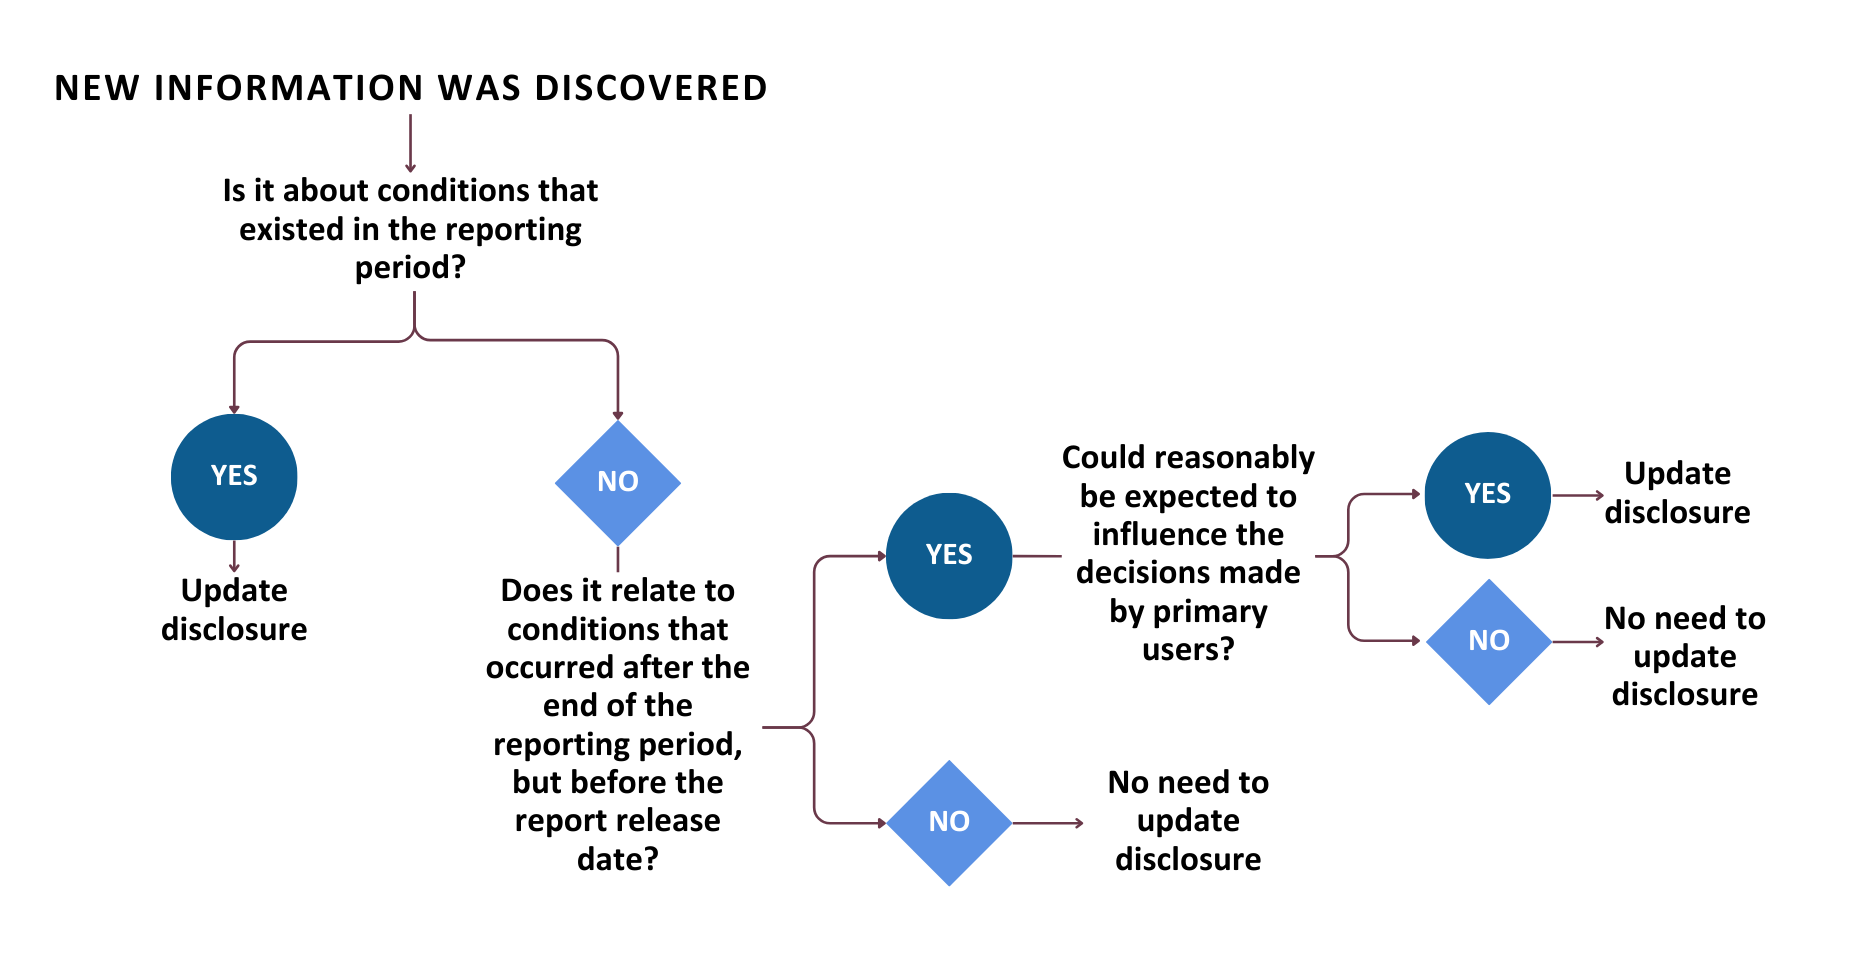 NEW INFORMATION WAS DISCOVERED
Is it about conditions that
existed in the reporting
period?
YES
Update
disclosure
NO
Does it relate to
conditions that
occurred after the
end of the
reporting period,
but before the
report release
date?
YES
Could reasonably
be expected to
influence the
decisions made
by primary
users?
YES
Update
disclosure
NO
No need to
update
disclosure
NO
No need to
update
disclosure